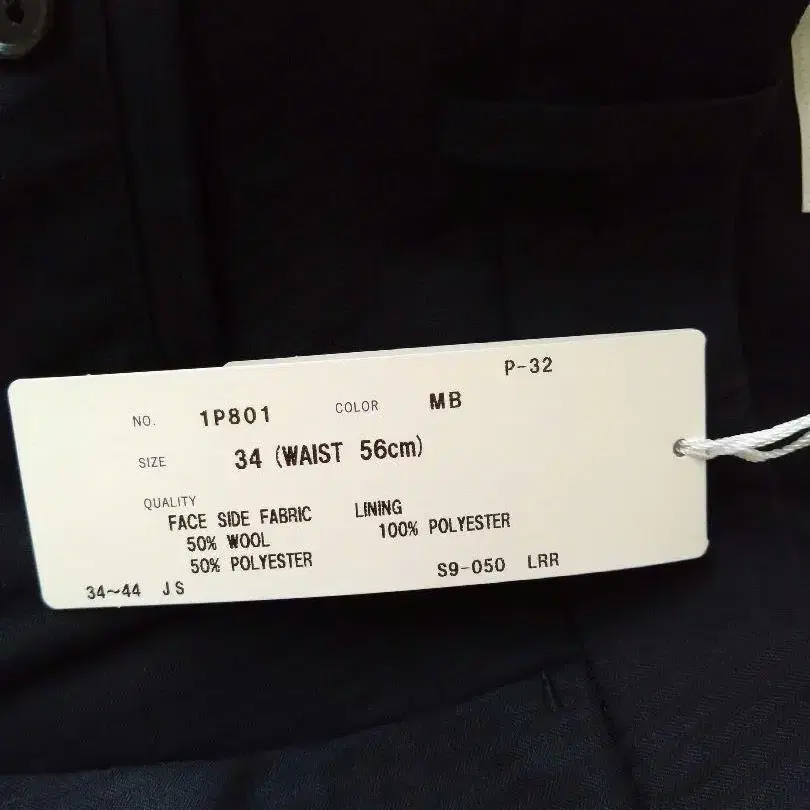 P-32
NO. 1P801 COLOR MB
SIZE 34 (WAIST 56cm)
QUALITY
FACE SIDE FABRIC LINING
50% WOOL 100% POLYESTER
50% POLYESTER
34~44 JS S9-050 LRR